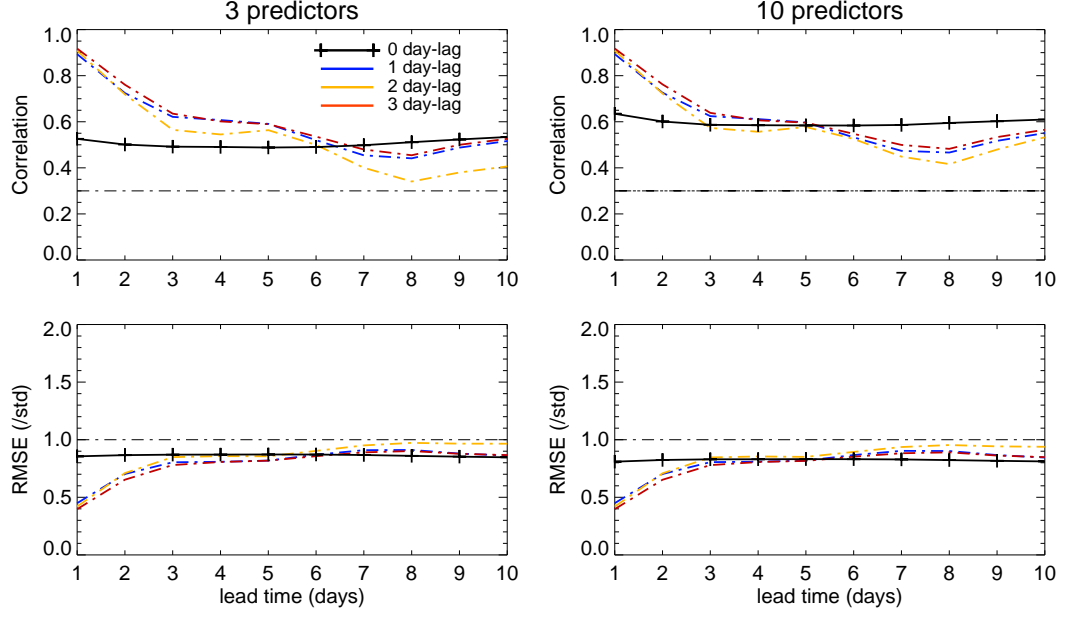 3 predictors
10 predictors
1.0
0.8
0.6
0.4
0.2
0.0
Correlation
0 day-lag
1 day-lag
2 day-lag
3 day-lag
1 2 3 4 5 6 7 8 9 10
1.0
0.8
0.6
0.4
0.2
0.0
Correlation
1 2 3 4 5 6 7 8 9 10
2.0
1.5
1.0
0.5
0.0
RMSE (/std)
1 2 3 4 5 6 7 8 9 10
lead time (days)
2.0
1.5
1.0
0.5
0.0
RMSE (/std)
1 2 3 4 5 6 7 8 9 10
lead time (days)